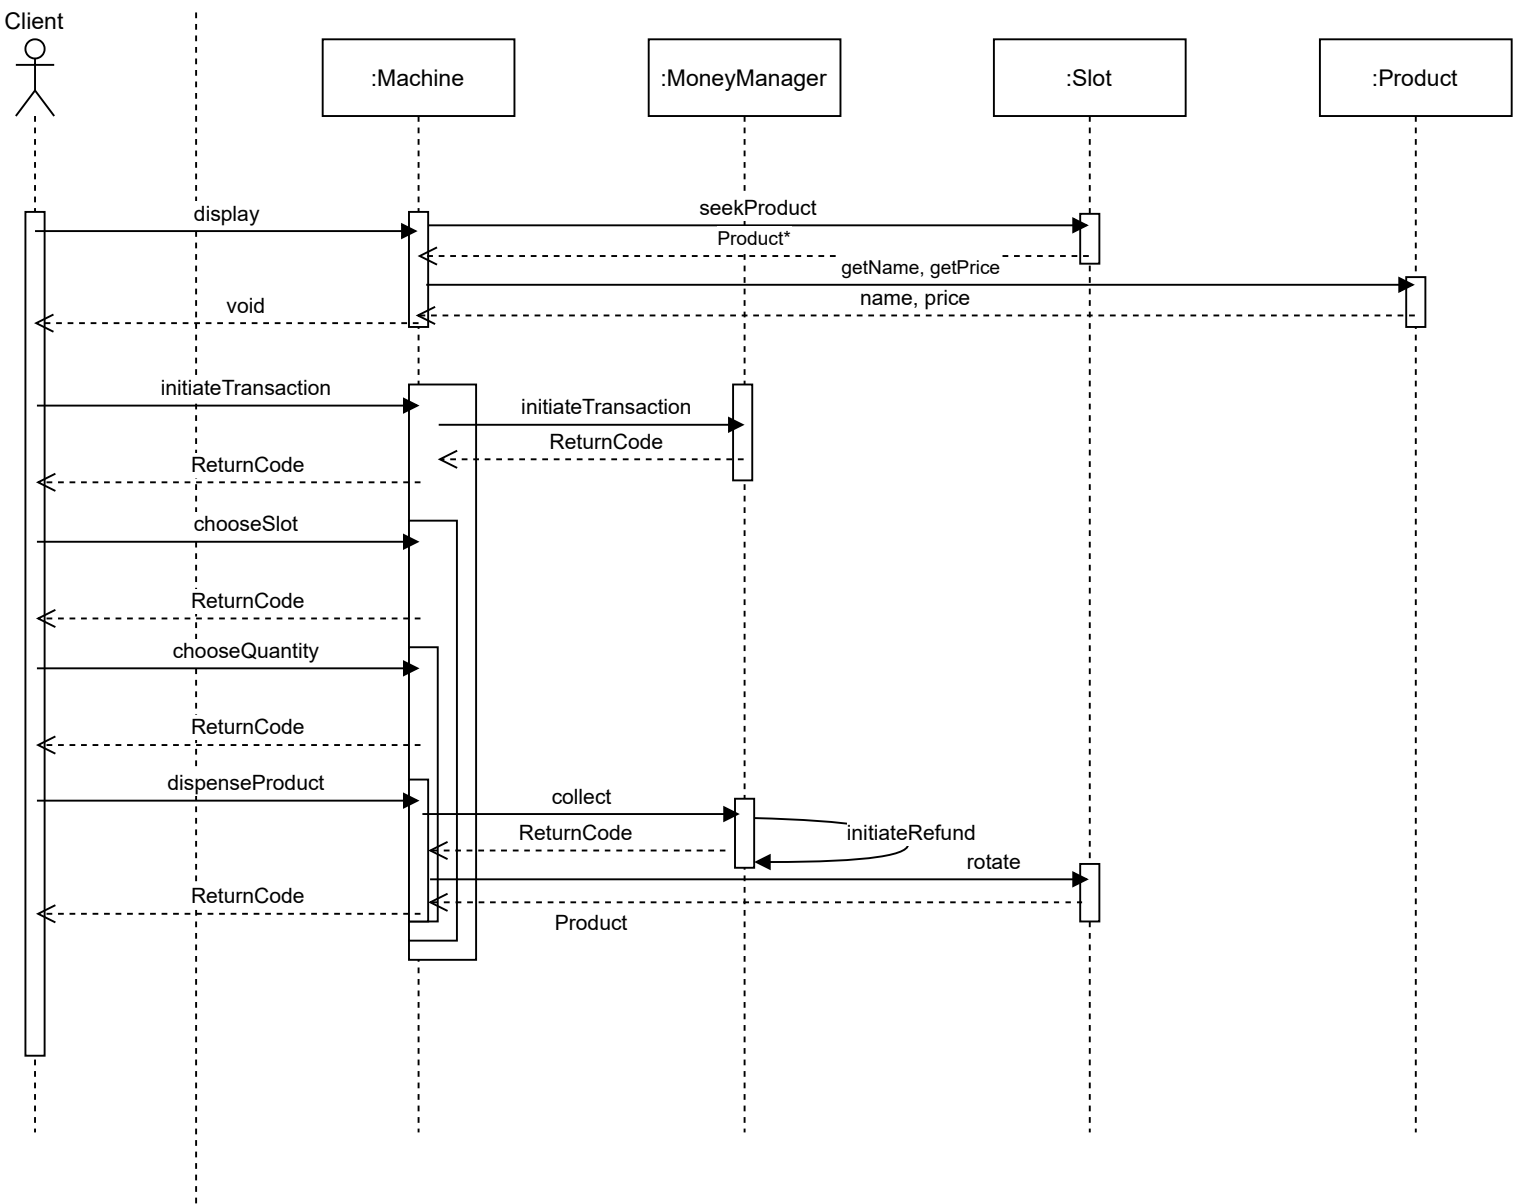 Client
:Machine
:MoneyManager
:Slot
:Product
display
seekProduct
Product*
getName, getPrice
name, price
void
initiateTransaction
initiateTransaction
ReturnCode
ReturnCode
chooseSlot
ReturnCode
chooseQuantity
ReturnCode
dispenseProduct
collect
ReturnCode
initiateRefund
rotate
ReturnCode
Product